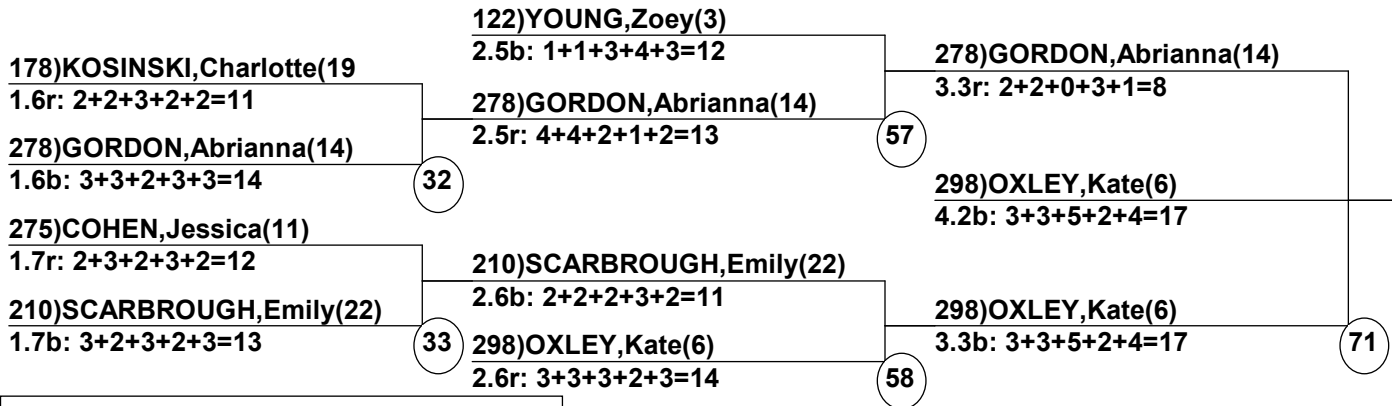 178)KOSINSKI,Charlotte(19
1.6r: 2+2+3+2+2=11
278)GORDON,Abrianna(14)
1.6b: 3+3+2+3+3=14
32
275)COHEN,Jessica(11)
1.7r: 2+3+2+3+2=12
210)SCARBROUGH,Emily(22)
1.7b: 3+2+3+2+3=13
33
122)YOUNG,Zoey(3)
2.5b: 1+1+3+4+3=12
278)GORDON,Abrianna(14)
2.5r: 4+4+2+1+2=13
57
210)SCARBROUGH,Emily(22)
2.6b: 2+2+2+3+2=11
298)OXLEY,Kate(6)
2.6r: 3+3+3+2+3=14
58
278)GORDON,Abrianna(14)
3.3r: 2+2+0+3+1=8
298)OXLEY,Kate(6)
4.2b: 3+3+5+2+4=17
298)OXLEY,Kate(6)
3.3b: 3+3+5+2+4=17
71